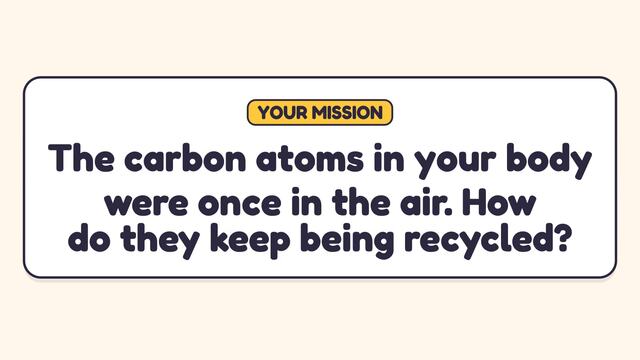 YOUR MISSION
The carbon atoms in your body
were once in the air. How
do they keep being recycled?